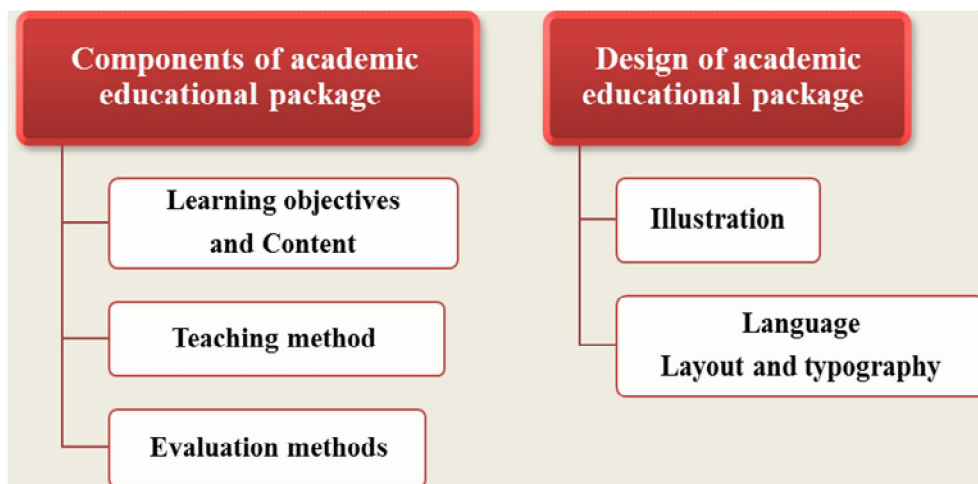 Components of academic
educational package
Learning objectives
and Content
Teaching method
Evaluation methods
Design of academic
educational package
Illustration
Language
Layout and typography